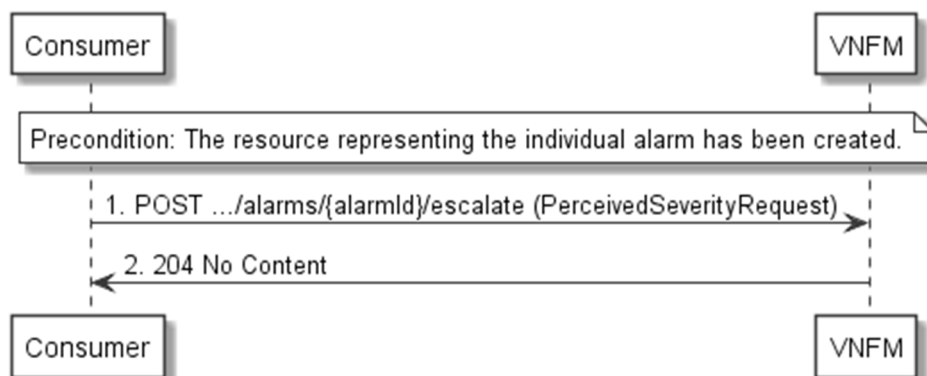 Consumer
VNFM
Precondition: The resource representing the individual alarm has been created.
1. POST .../alarms/{alarmId}/escalate (PerceivedSeverityRequest)
2. 204 No Content
Consumer
VNFM